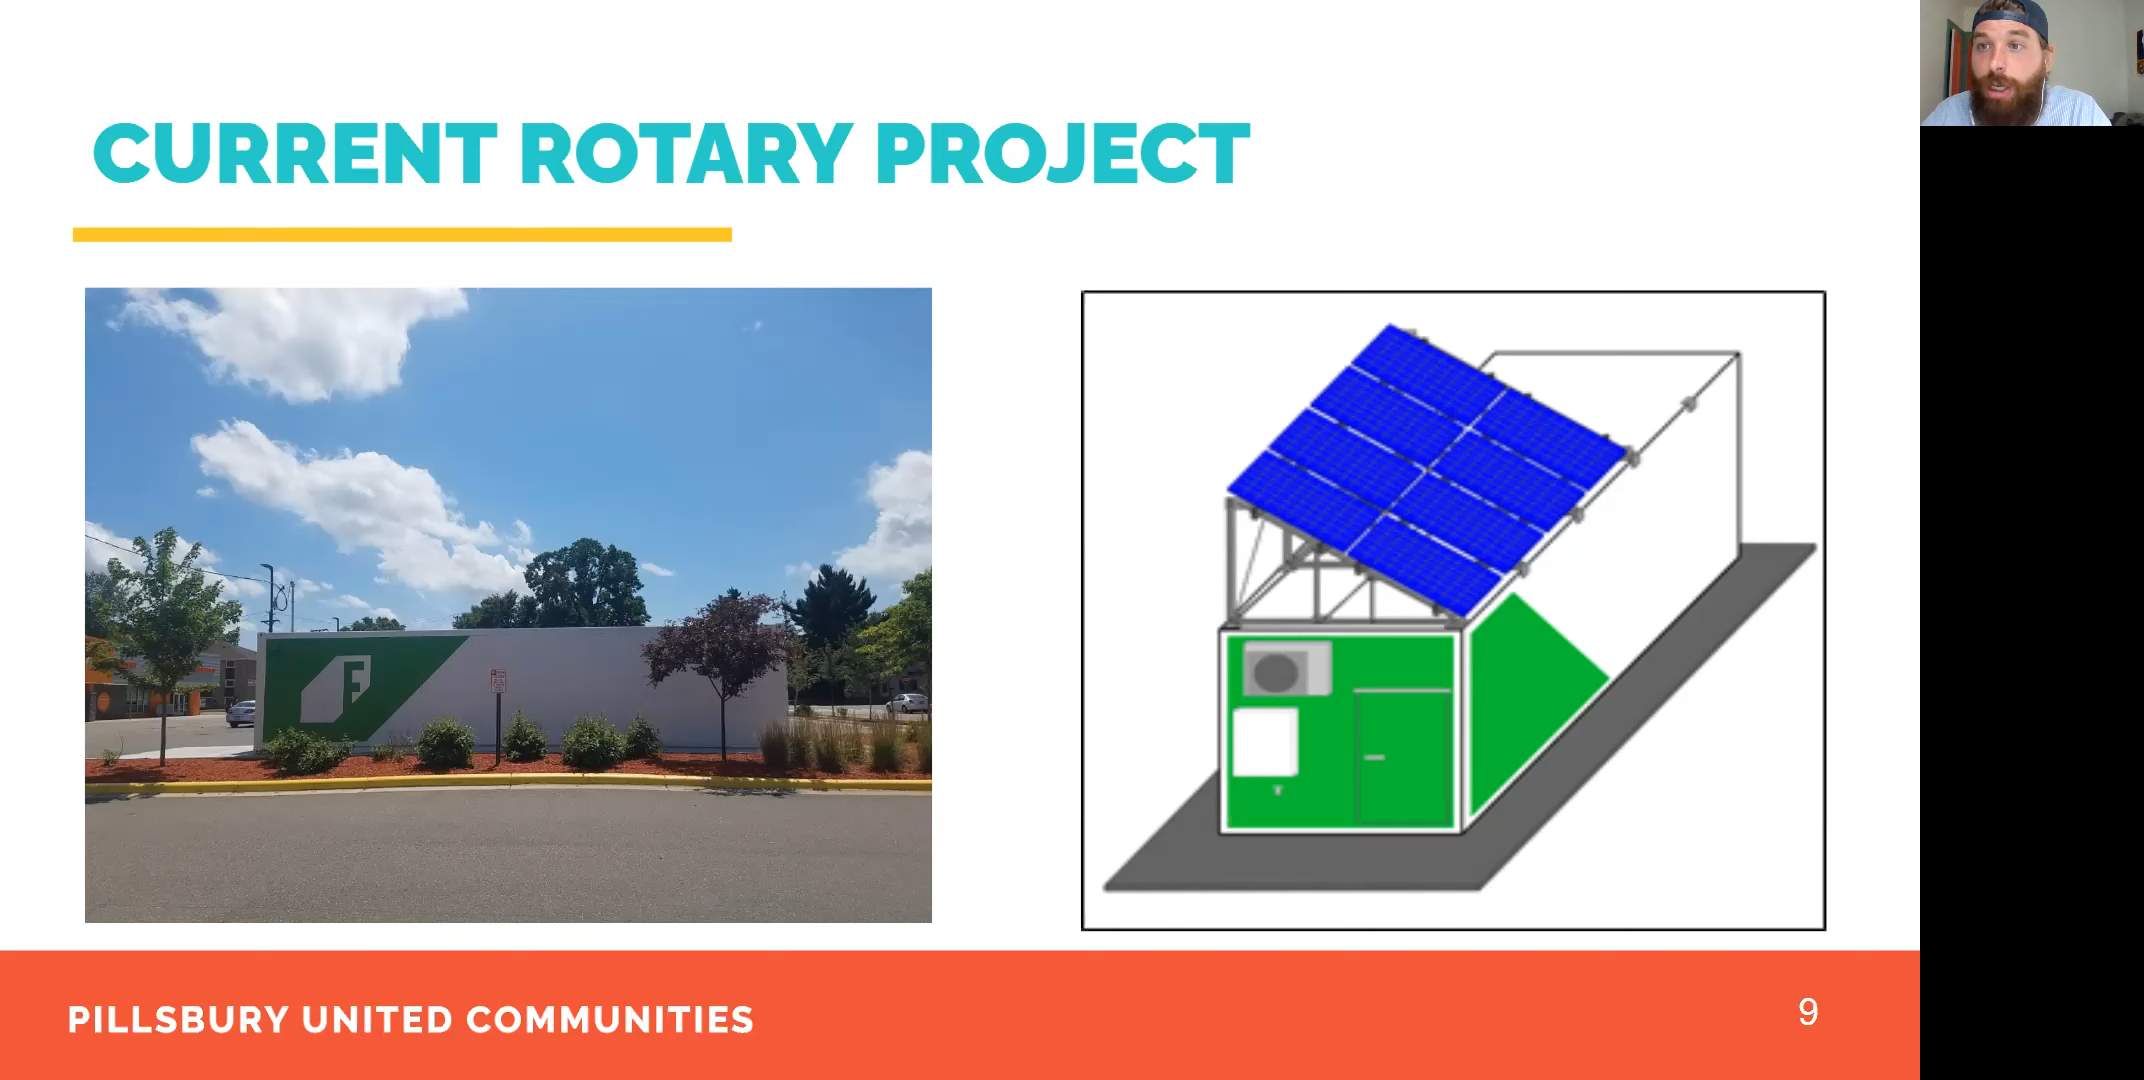 CURRENT ROTARY PROJECT
F
PILLSBURY UNITED COMMUNITIES
9